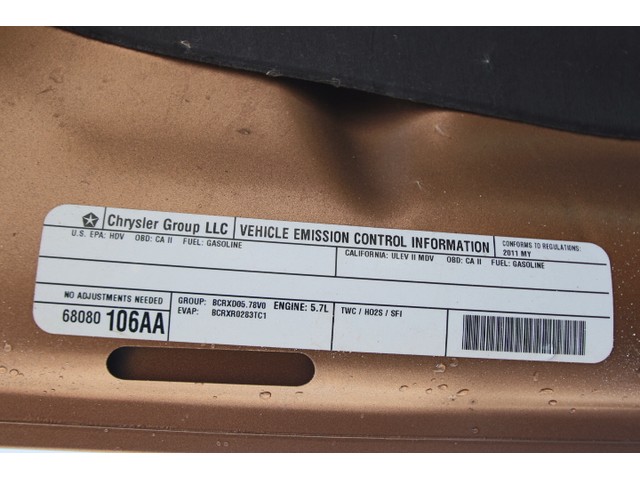 Chrysler Group LLC VEHICLE EMISSION CONTROL INFORMATION CONFORMS TO REGULATIONS:
2011 MY
U.S. EPA: HDV OBD: CA II FUEL: GASOLINE
CALIFORNIA: ULEV II MDV OBD: CA II FUEL: GASOLINE
NO ADJUSTMENTS NEEDED
68080 106AA
GROUP: BCRXD05.78V0 ENGINE: 5.7L
EVAP: BCRXR0283TC1
TWC / HO2S / SFI